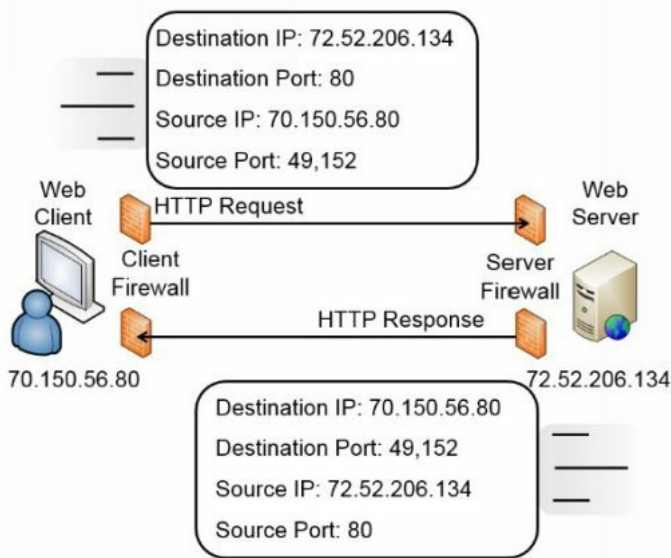 Destination IP: 72.52.206.134
Destination Port: 80
Source IP: 70.150.56.80
Source Port: 49,152
Web
Client
Web
Server
HTTP Request
Client
Firewall
Server
Firewall
HTTP Response
70.150.56.80
72.52.206.134
Destination IP: 70.150.56.80
Destination Port: 49,152
Source IP: 72.52.206.134
Source Port: 80